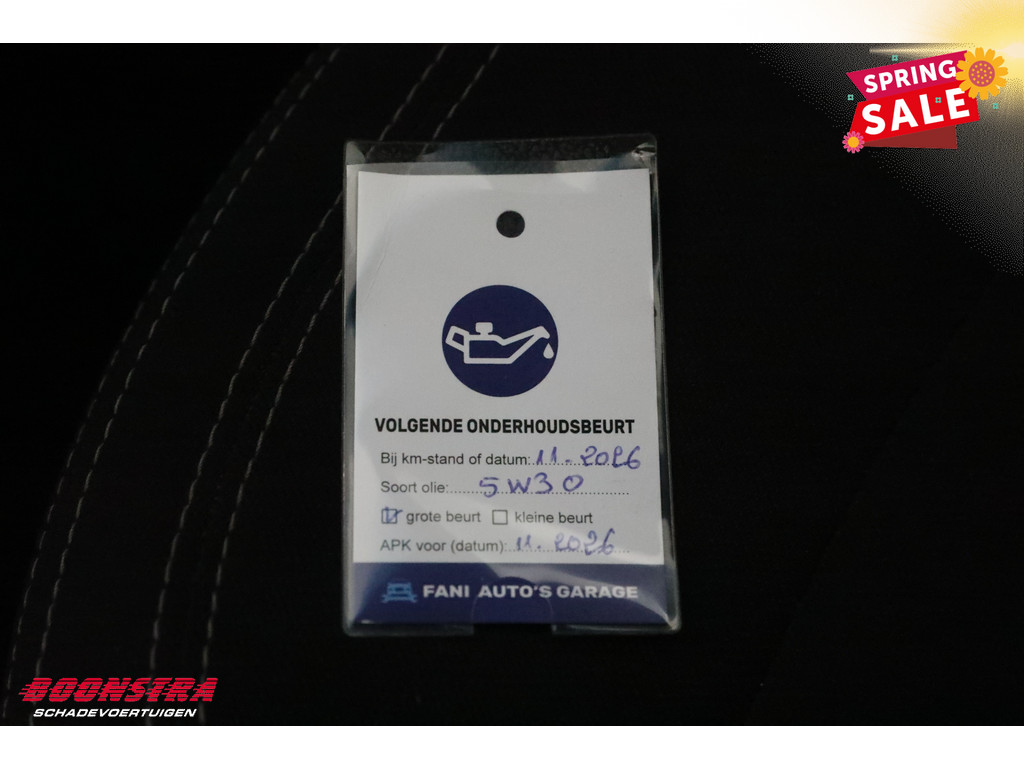 SPRING
SALE
VOLGENDE ONDERHOUDSBEURT
Bij km-stand of datum: 11-2026
Soort olie: 5W30
grote beurt kleine beurt
APK voor (datum): 11.2026
FANI AUTO'S GARAGE
BOONSTRA
SCHADEVOERTUIGEN